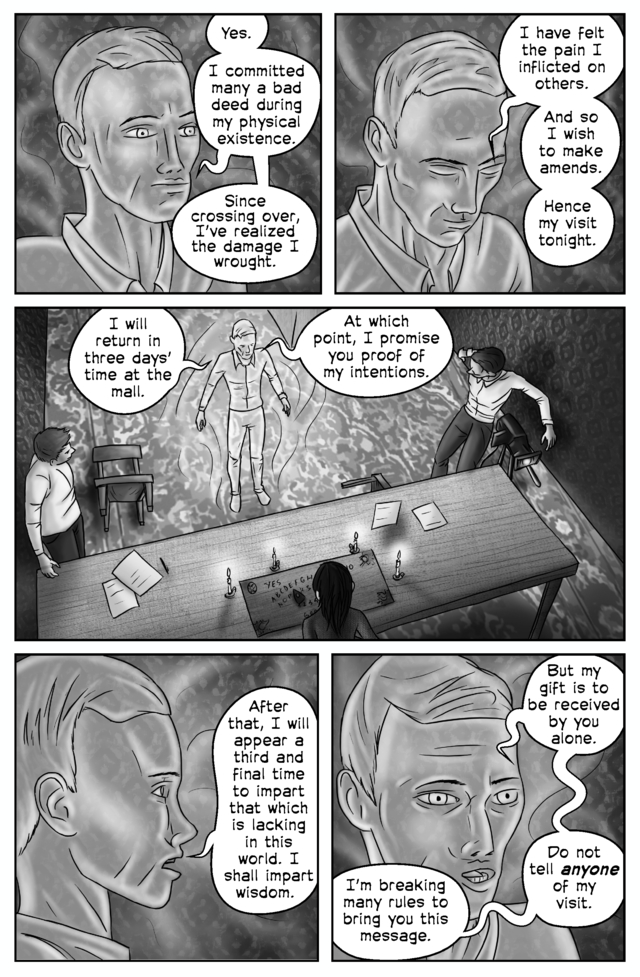 Yes.
I committed
many a bad
deed during
my physical
existence.
Since
crossing over,
I've realized
the damage I
wrought.
I have felt
the pain I
inflicted on
others.
And so
I wish
to make
amends.
Hence
my visit
tonight.
I will
return in
three days'
time at the
mall.
At which
point, I promise
you proof of
my intentions.
YES
NO
ABCDEFGH
After
that, I will
appear a
third and
final time
to impart
that which
is lacking
in this
world. I
shall impart
wisdom.
But my
gift is to
be received
by you
alone.
Do not
tell anyone
of my
visit.
I'm breaking
many rules to
bring you this
message.